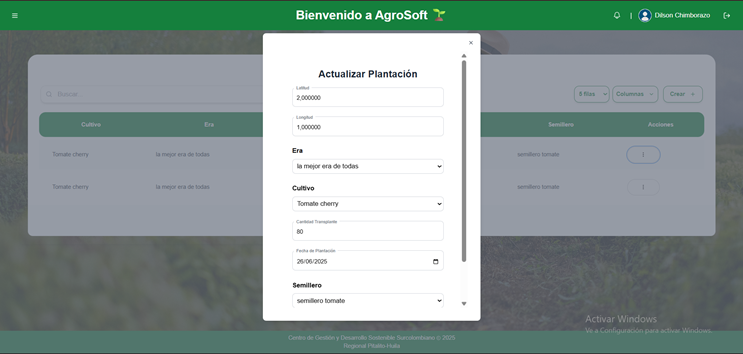 Bienvenido a AgroSoft
| Dilson Chimborazo
Buscar...
5 filas
Columnas
Crear +
Cultivo
Era
Semillero
Acciones
Tomate cherry
la mejor era de todas
semillero tomate
Tomate cherry
la mejor era de todas
semillero tomate
×
Actualizar Plantación
Latitud
2,000000
Longitud
1,000000
Era
la mejor era de todas
Cultivo
Tomate cherry
Cantidad Transplante
80
Fecha de Plantación
26/06/2025
Semillero
semillero tomate
Activar Windows
Ve a Configuración para activar Windows.
Centro de Gestión y Desarrollo Sostenible Surcolombiano © 2025
Regional Pitalito-Huila